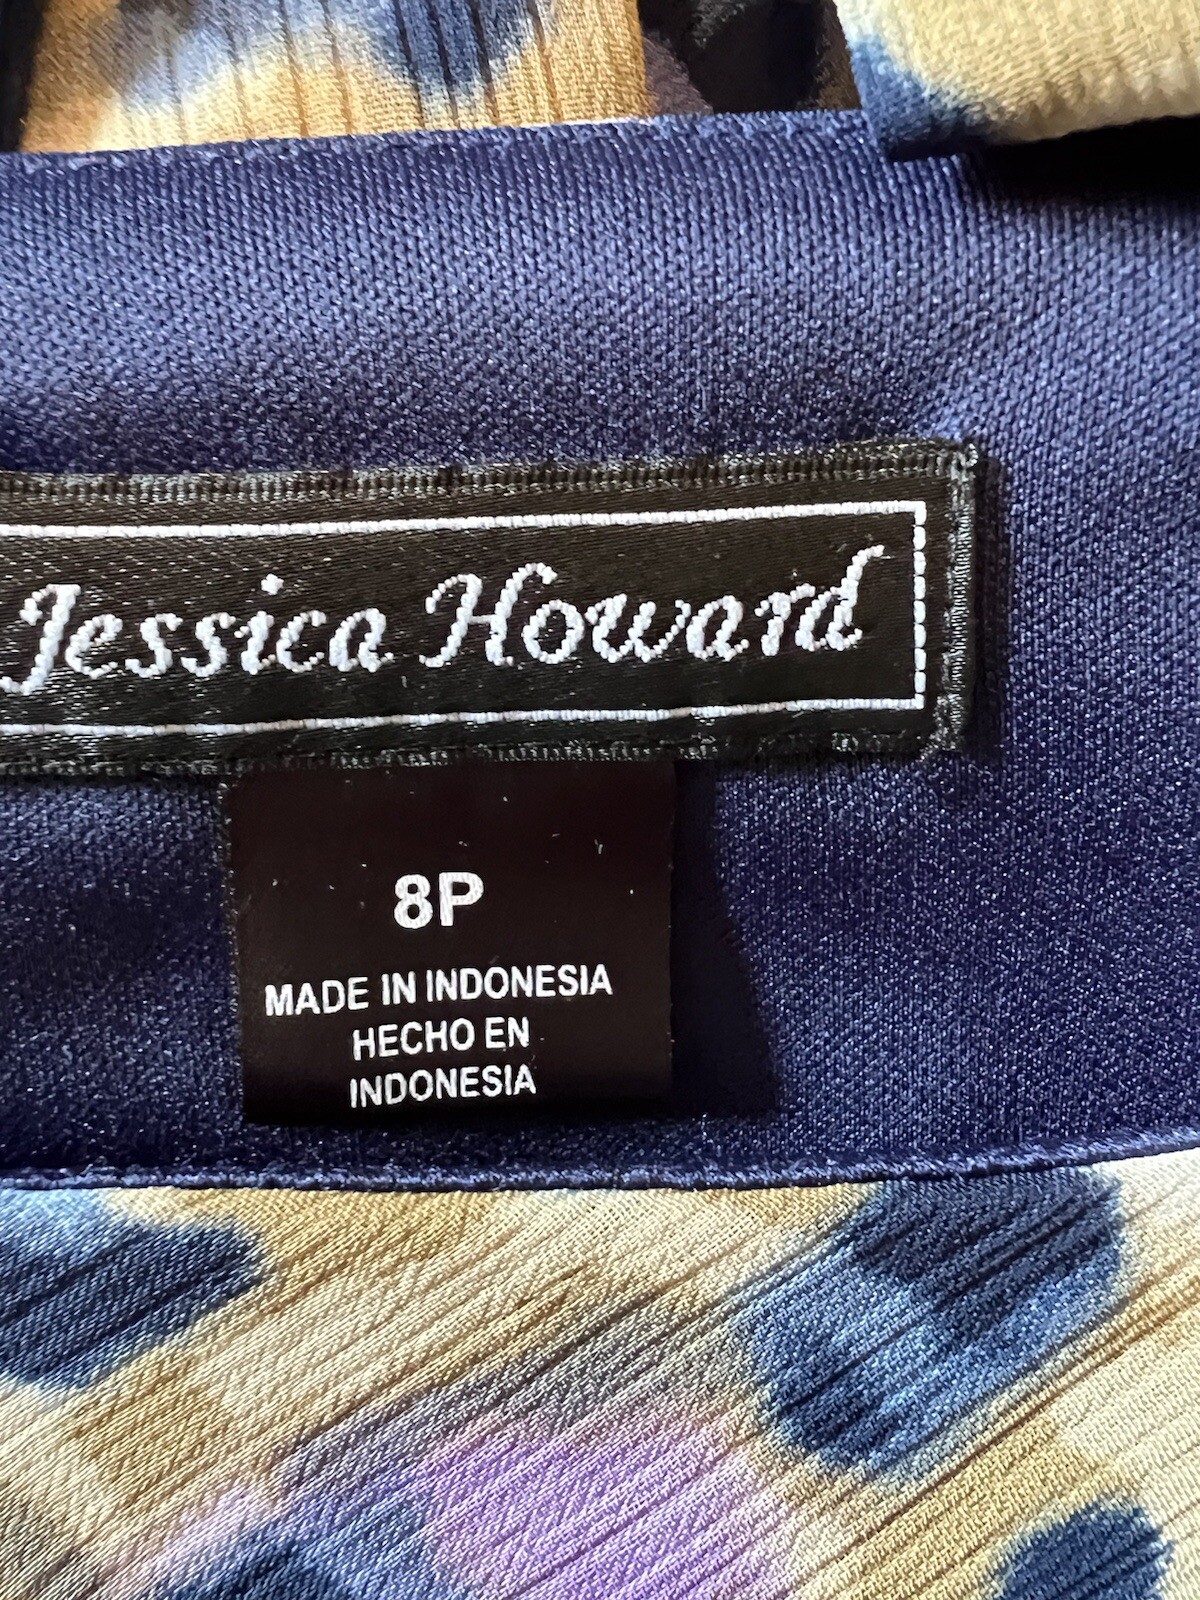 Jessica Howard
8P
MADE IN INDONESIA
HECHO EN
INDONESIA